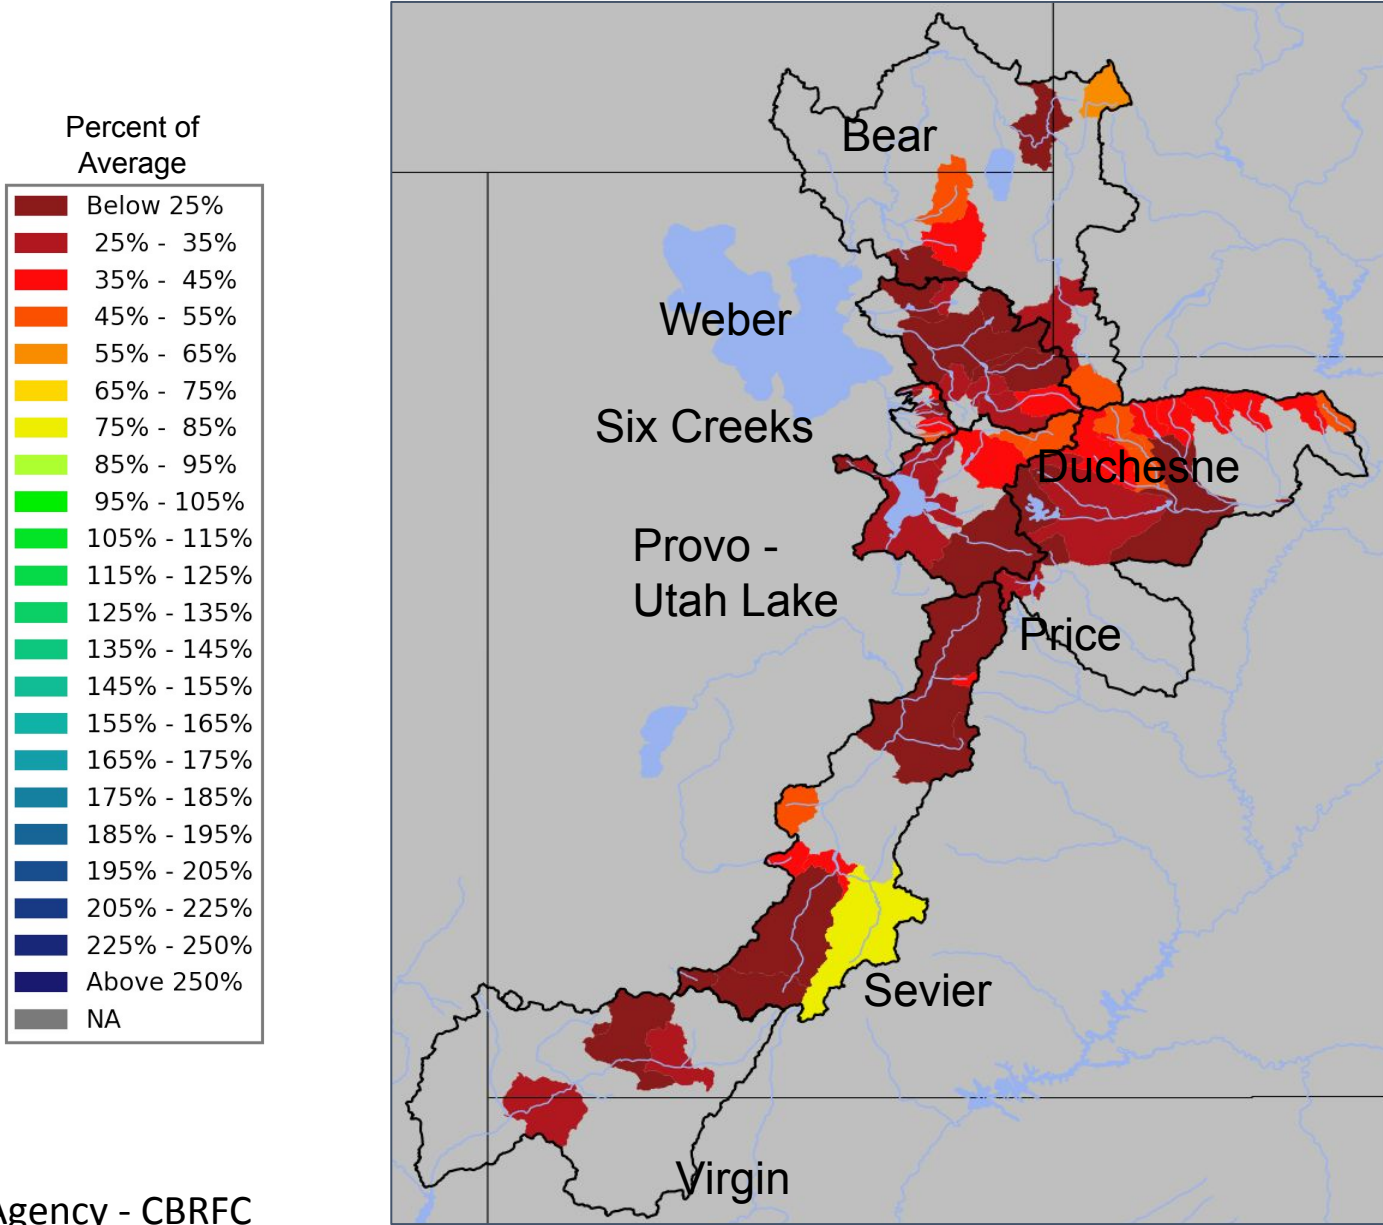 Percent of
Average
Below 25%
25% - 35%
35% - 45%
45% - 55%
55% - 65%
65% - 75%
75% - 85%
85% - 95%
95% - 105%
105% - 115%
115% - 125%
125% - 135%
135% - 145%
145% - 155%
155% - 165%
165% - 175%
175% - 185%
185% - 195%
195% - 205%
205% - 225%
225% - 250%
Above 250%
NA
Bear
Weber
Six Creeks
Duchesne
Provo -
Utah Lake
Price
Sevier
Virgin
Agency - CBRFC